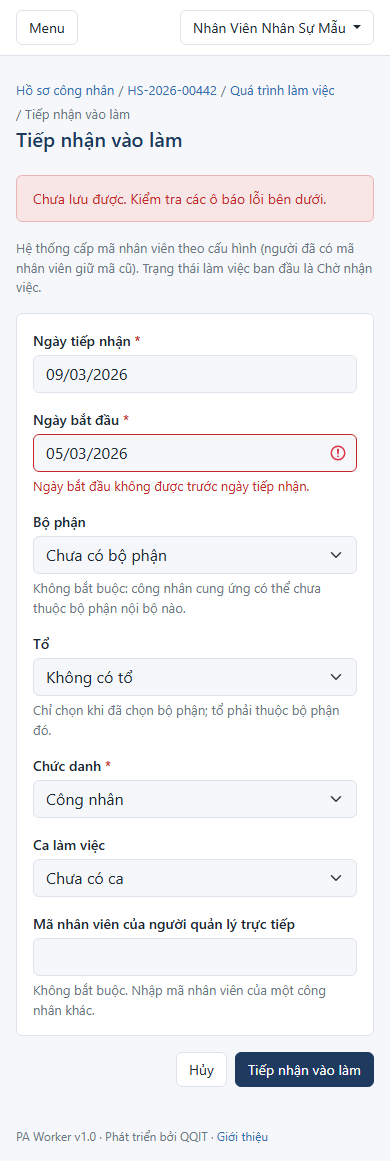 Menu
Nhân Viên Nhân Sự Mẫu
Hồ sơ công nhân / HS-2026-00442 / Quá trình làm việc
/ Tiếp nhận vào làm
Tiếp nhận vào làm
Chưa lưu được. Kiểm tra các ô báo lỗi bên dưới.
Hệ thống cấp mã nhân viên theo cấu hình (người đã có mã
nhân viên giữ mã cũ). Trạng thái làm việc ban đầu là Chờ nhận
việc.
Ngày tiếp nhận *
09/03/2026
Ngày bắt đầu *
05/03/2026
Ngày bắt đầu không được trước ngày tiếp nhận.
Bộ phận
Chưa có bộ phận
Không bắt buộc: công nhân cung ứng có thể chưa
thuộc bộ phận nội bộ nào.
Tổ
Không có tổ
Chỉ chọn khi đã chọn bộ phận; tổ phải thuộc bộ phận
đó.
Chức danh *
Công nhân
Ca làm việc
Chưa có ca
Mã nhân viên của người quản lý trực tiếp
Không bắt buộc. Nhập mã nhân viên của một công
nhân khác.
Hủy
Tiếp nhận vào làm
PA Worker v1.0 · Phát triển bởi QQIT · Giới thiệu